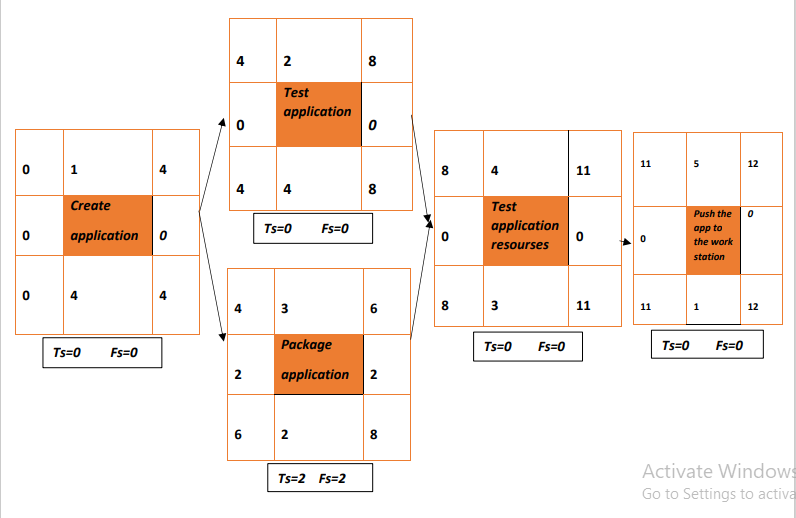 0 1 4
Create
application
0 0
0 4 4
Ts=0 Fs=0
4 2 8
Test
application
0 0
4 4 8
Ts=0 Fs=0
4 3 6
Package
application
2 2
6 2 8
Ts=2 Fs=2
8 4 11
Test
application
resourses
0 0
8 3 11
Ts=0 Fs=0
11 5 12
Push the
app to
the work
station
0 0
11 1 12
Ts=0 Fs=0
Activate Windows
Go to Settings to activa